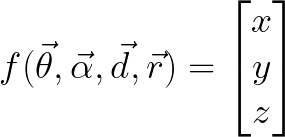 f(θ⃗, α⃗, d⃗, r⃗) = [x y z]